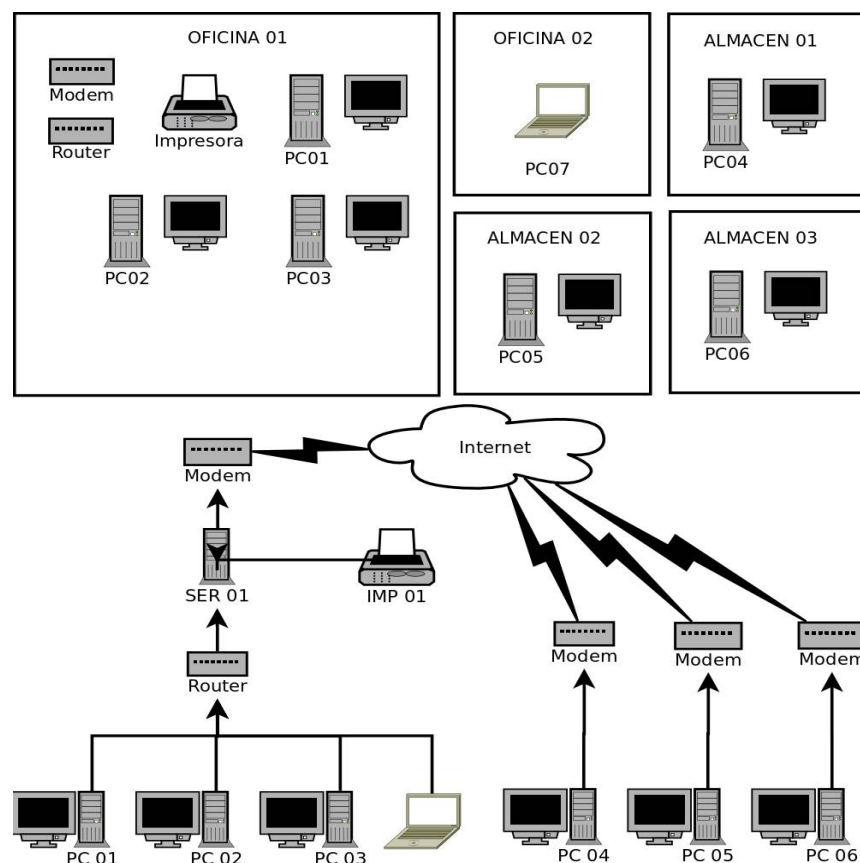 OFICINA 01
Modem
Router
Impresora
PC01
PC02
PC03
OFICINA 02
PC07
ALMACEN 01
PC04
ALMACEN 02
PC05
ALMACEN 03
PC06
Internet
Modem
SER 01
IMP 01
Router
Modem
Modem
Modem
PC 01
PC 02
PC 03
PC 04
PC 05
PC 06